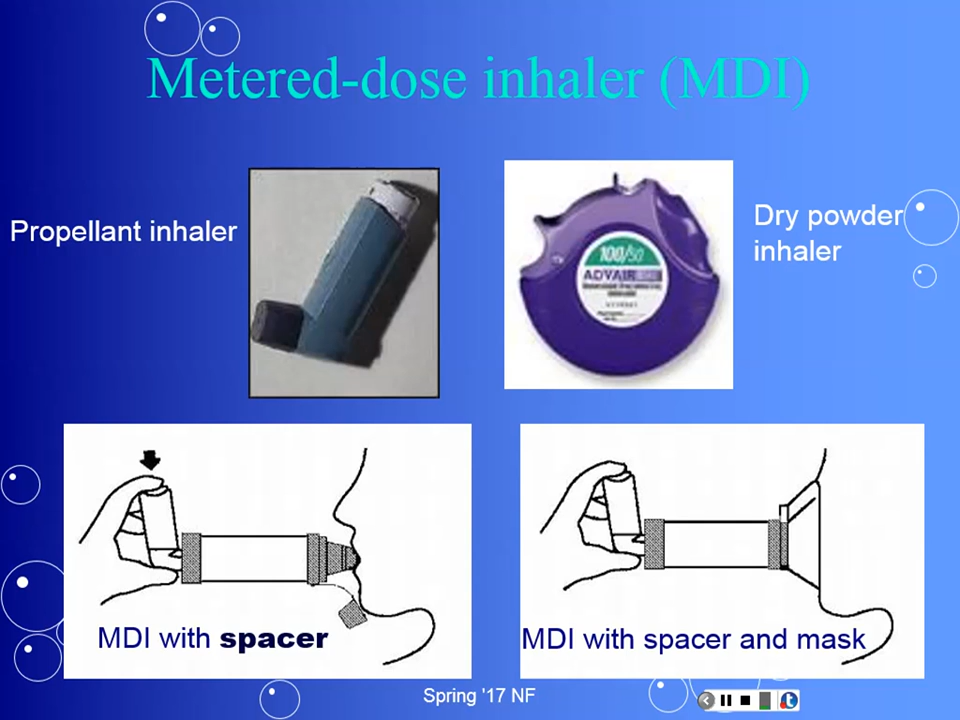 Metered-dose inhaler (MDI)
Propellant inhaler
Dry powder
inhaler
100/50
ADVAIR
MDI with spacer
MDI with spacer and mask
Spring '17 NF